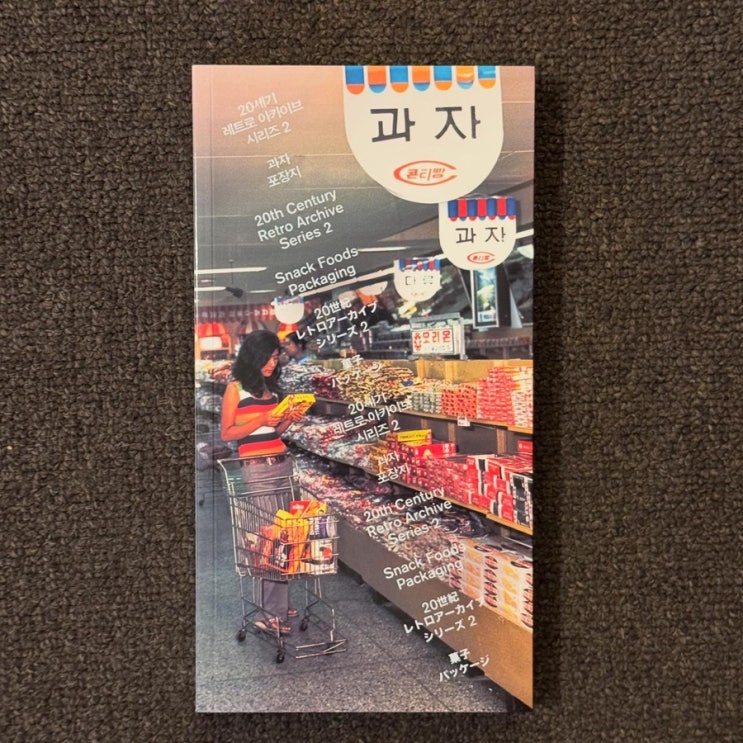 20세기
레트로 아카이브
시리즈 2
과자
포장지
20th Century
Retro Archive
Series 2
Snack Foods
Packaging
20世紀
レトロアーカイブ
シリーズ 2
菓子
パッケージ
20세기
레트로 아카이브
시리즈 2
과자
포장지
20th Century
Retro Archive
Series 2
Snack Foods
Packaging
20世紀
レトロアーカイブ
シリーズ 2
菓子
パッケージ
과자
콘티빵
과자
콘티빵
오리온